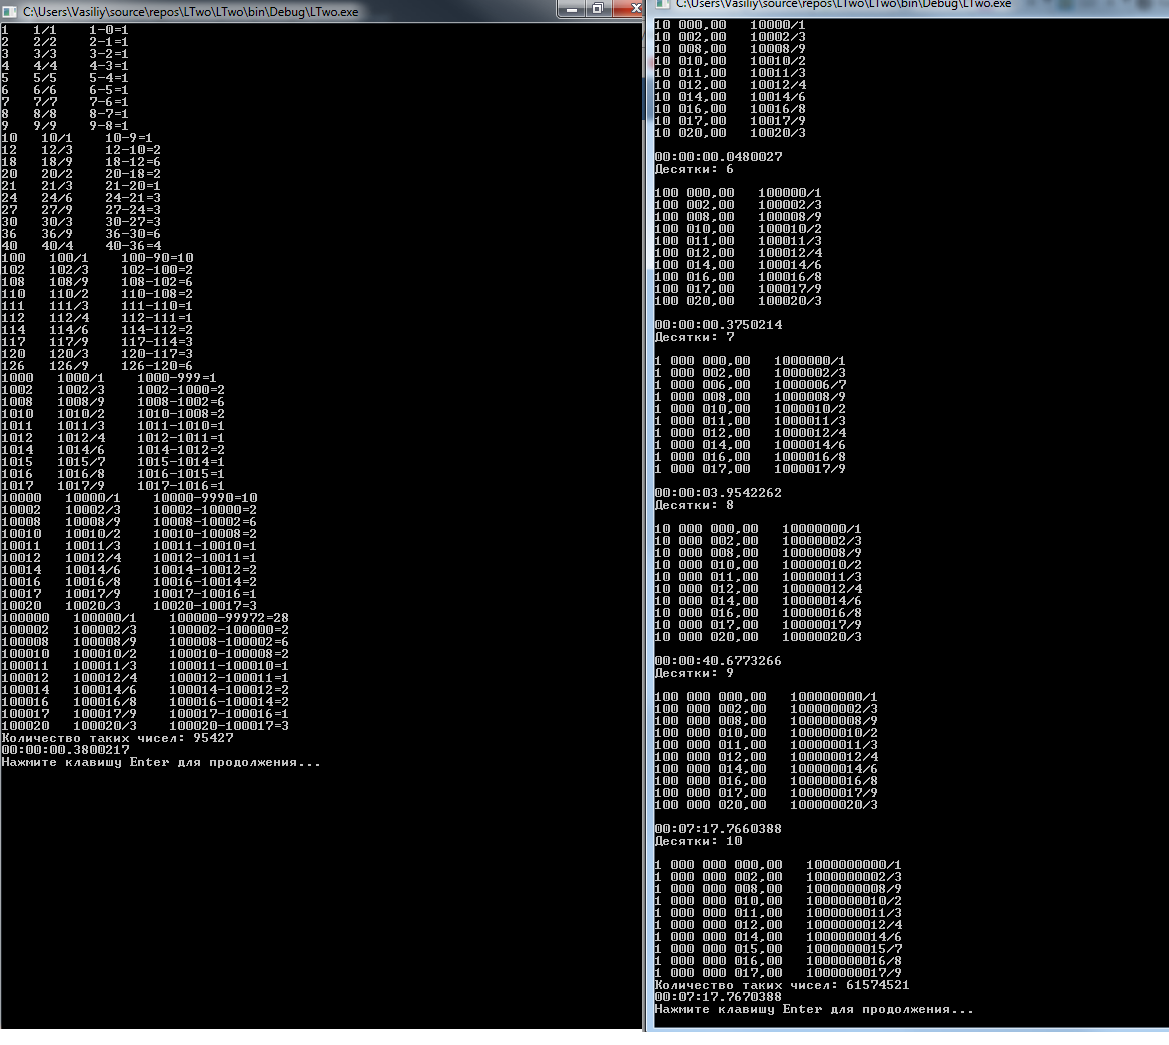 C:\Users\Vasiliy\source\repos\LTwo\LTwo\bin\Debug\LTwo.exe
1 1/1 1-0=1
2 2/2 2-1=1
3 3/3 3-2=1
4 4/4 4-3=1
5 5/5 5-4=1
6 6/6 6-5=1
7 7/7 7-6=1
8 8/8 8-7=1
9 9/9 9-8=1
10 10/1 10-9=1
12 12/3 12-10=2
18 18/9 18-12=6
20 20/2 20-18=2
21 21/3 21-20=1
24 24/6 24-21=3
27 27/9 27-24=3
30 30/3 30-27=3
36 36/9 36-30=6
40 40/4 40-36=4
100 100/1 100-90=10
102 102/3 102-100=2
108 108/9 108-102=6
110 110/2 110-108=2
111 111/3 111-110=1
112 112/4 112-111=1
114 114/6 114-112=2
117 117/9 117-114=3
120 120/3 120-117=3
126 126/9 126-120=6
1000 1000/1 1000-999=1
1002 1002/3 1002-1000=2
1008 1008/9 1008-1002=6
1010 1010/2 1010-1008=2
1011 1011/3 1011-1010=1
1012 1012/4 1012-1011=1
1014 1014/6 1014-1012=2
1015 1015/7 1015-1014=1
1016 1016/8 1016-1015=1
1017 1017/9 1017-1016=1
10000 10000/1 10000-9990=10
10002 10002/3 10002-10000=2
10008 10008/9 10008-10002=6
10010 10010/2 10010-10008=2
10011 10011/3 10011-10010=1
10012 10012/4 10012-10011=1
10014 10014/6 10014-10012=2
10016 10016/8 10016-10014=2
10017 10017/9 10017-10016=1
10020 10020/3 10020-10017=3
100000 100000/1 100000-99972=28
100002 100002/3 100002-100000=2
100008 100008/9 100008-100002=6
100010 100010/2 100010-100008=2
100011 100011/3 100011-100010=1
100012 100012/4 100012-100011=1
100014 100014/6 100014-100012=2
100016 100016/8 100016-100014=2
100017 100017/9 100017-100016=1
100020 100020/3 100020-100017=3
Количество таких чисел: 95427
00:00:00.3800217
Нажмите клавишу Enter для продолжения...
C:\Users\Vasiliy\source\repos\LTwo\LTwo\bin\Debug\LTwo.exe
10 000,00 10000/1
10 002,00 10002/3
10 008,00 10008/9
10 010,00 10010/2
10 011,00 10011/3
10 012,00 10012/4
10 014,00 10014/6
10 016,00 10016/8
10 017,00 10017/9
10 020,00 10020/3
00:00:00.0480027
Десятки: 6
100 000,00 100000/1
100 002,00 100002/3
100 008,00 100008/9
100 010,00 100010/2
100 011,00 100011/3
100 012,00 100012/4
100 014,00 100014/6
100 016,00 100016/8
100 017,00 100017/9
100 020,00 100020/3
00:00:00.3750214
Десятки: 7
1 000 000,00 1000000/1
1 000 002,00 1000002/3
1 000 006,00 1000006/7
1 000 008,00 1000008/9
1 000 010,00 1000010/2
1 000 011,00 1000011/3
1 000 012,00 1000012/4
1 000 014,00 1000014/6
1 000 016,00 1000016/8
1 000 017,00 1000017/9
00:00:03.9542262
Десятки: 8
10 000 000,00 10000000/1
10 000 002,00 10000002/3
10 000 008,00 10000008/9
10 000 010,00 10000010/2
10 000 011,00 10000011/3
10 000 012,00 10000012/4
10 000 014,00 10000014/6
10 000 016,00 10000016/8
10 000 017,00 10000017/9
10 000 020,00 10000020/3
00:00:40.6773266
Десятки: 9
100 000 000,00 100000000/1
100 000 002,00 100000002/3
100 000 008,00 100000008/9
100 000 010,00 100000010/2
100 000 011,00 100000011/3
100 000 012,00 100000012/4
100 000 014,00 100000014/6
100 000 016,00 100000016/8
100 000 017,00 100000017/9
100 000 020,00 100000020/3
00:07:17.7660388
Десятки: 10
1 000 000 000,00 1000000000/1
1 000 000 002,00 1000000002/3
1 000 000 008,00 1000000008/9
1 000 000 010,00 1000000010/2
1 000 000 011,00 1000000011/3
1 000 000 012,00 1000000012/4
1 000 000 014,00 1000000014/6
1 000 000 015,00 1000000015/7
1 000 000 016,00 1000000016/8
1 000 000 017,00 1000000017/9
Количество таких чисел: 61574521
00:07:17.7670388
Нажмите клавишу Enter для продолжения...